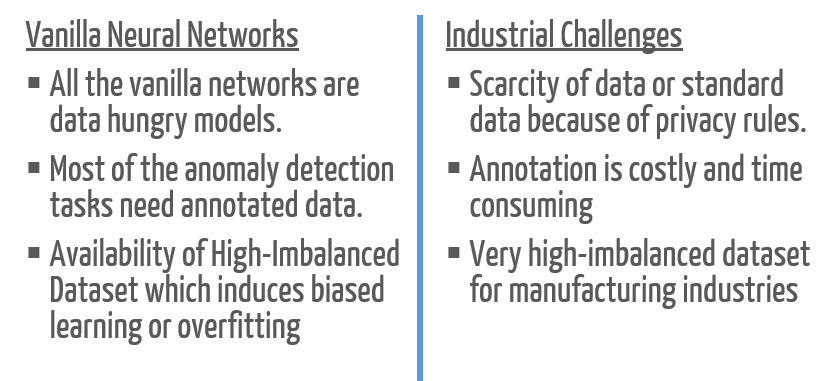 Vanilla Neural Networks
▪ All the vanilla networks are
data hungry models.
▪ Most of the anomaly detection
tasks need annotated data.
▪ Availability of High-Imbalanced
Dataset which induces biased
learning or overfitting
Industrial Challenges
▪ Scarcity of data or standard
data because of privacy rules.
▪ Annotation is costly and time
consuming
▪ Very high-imbalanced dataset
for manufacturing industries